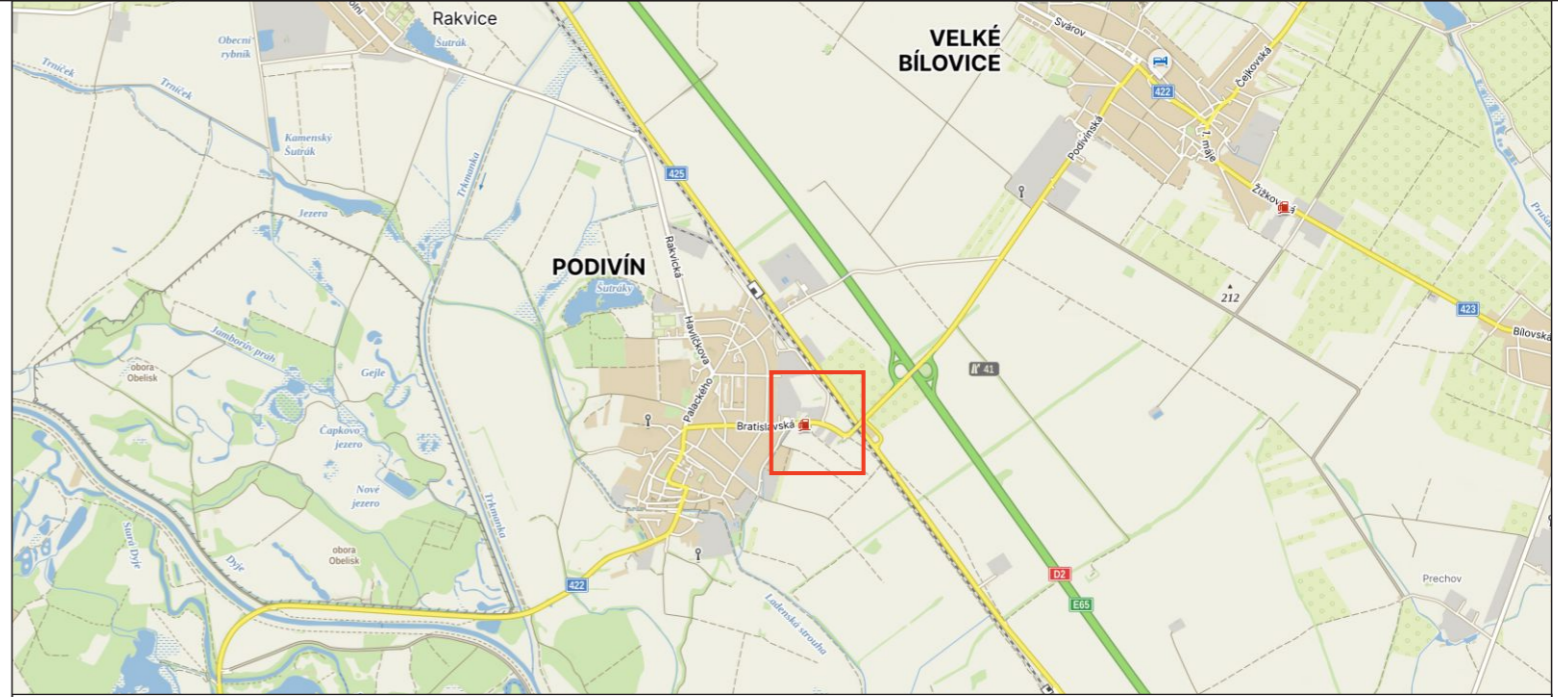 Rakvice
Šutrák
Obecní
rybník
Trníček
Trníček
Kamenský
Šutrák
Trkmanka
Jezera
425
VELKÉ
BÍLOVICE
Svárov
422
Čejkovská
1. máje
Podivínská
Žižkovská
212
423
Bílovská
PODIVÍN
Šutráky
Rakvická
Havlíčkova
Palackého
Bratislavská
41
Jamborův práh
obora
Obelisk
Gejle
Čapkovo
jezero
Nové
jezero
Trkmanka
Stará Dyje
Dyje
obora
Obelisk
422
Ladenská strouha
D2
E65
Prechov